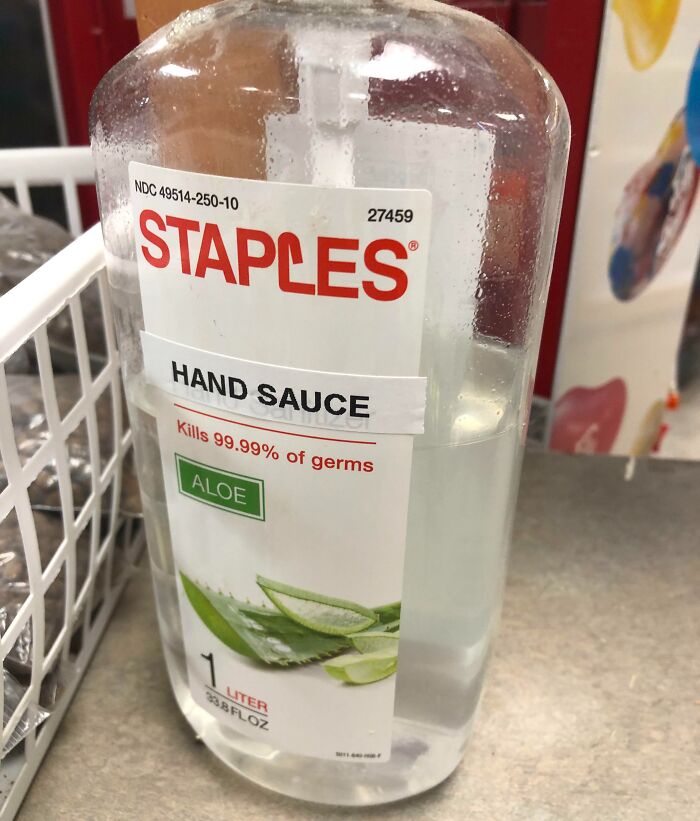 NDC 49514-250-10
27459
STAPLES®
HAND SAUCE
Kills 99.99% of germs
ALOE
1 LITER
33.8 FL OZ